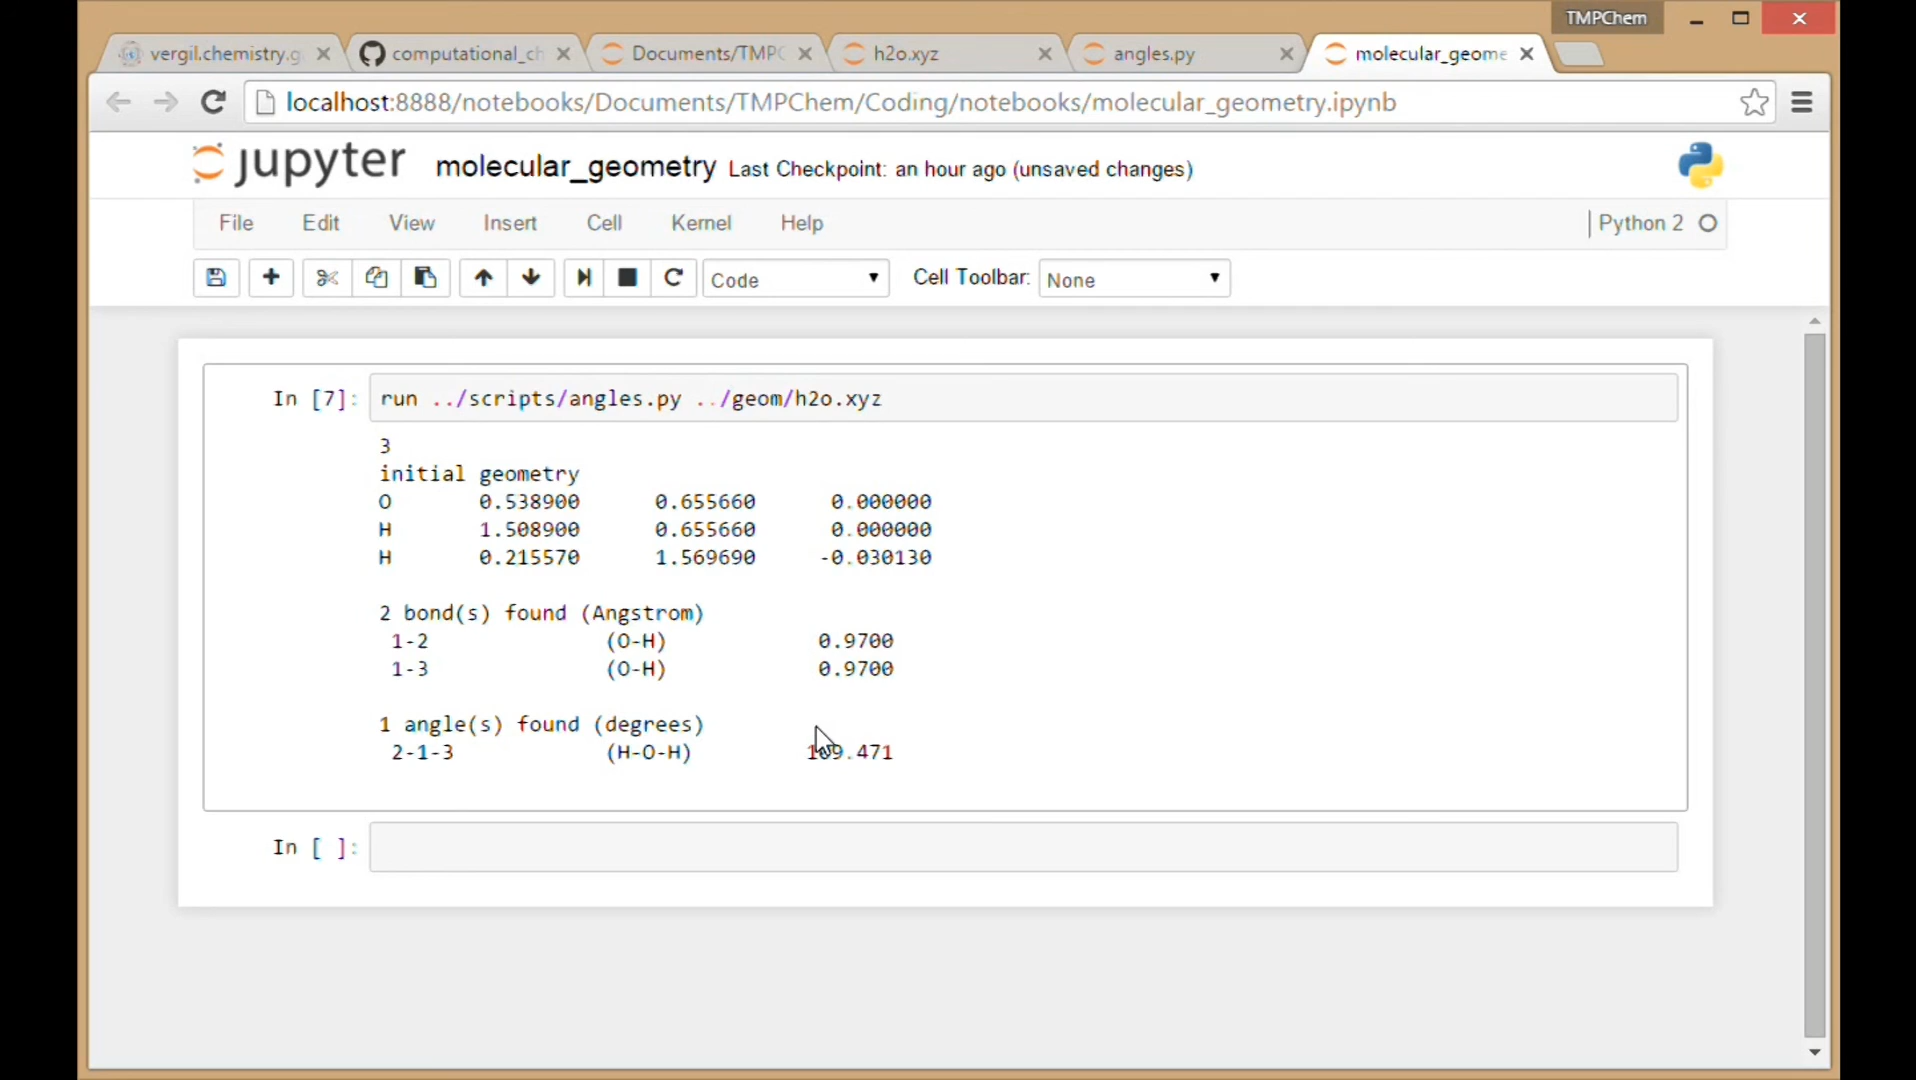 TMPChem
vergil.chemistry.g
computational_ch
Documents/TMPC
h2o.xyz
angles.py
molecular_geome
localhost:8888/notebooks/Documents/TMPChem/Coding/notebooks/molecular_geometry.ipynb
jupyter molecular_geometry Last Checkpoint: an hour ago (unsaved changes)
File Edit View Insert Cell Kernel Help Python 2
Code Cell Toolbar: None
In [7]: run ../scripts/angles.py ../geom/h2o.xyz
3
initial geometry
O 0.538900 0.655660 0.000000
H 1.508900 0.655660 0.000000
H 0.215570 1.569690 -0.030130
2 bond(s) found (Angstrom)
1-2 (O-H) 0.9700
1-3 (O-H) 0.9700
1 angle(s) found (degrees)
2-1-3 (H-O-H) 109.471
In [ ]: